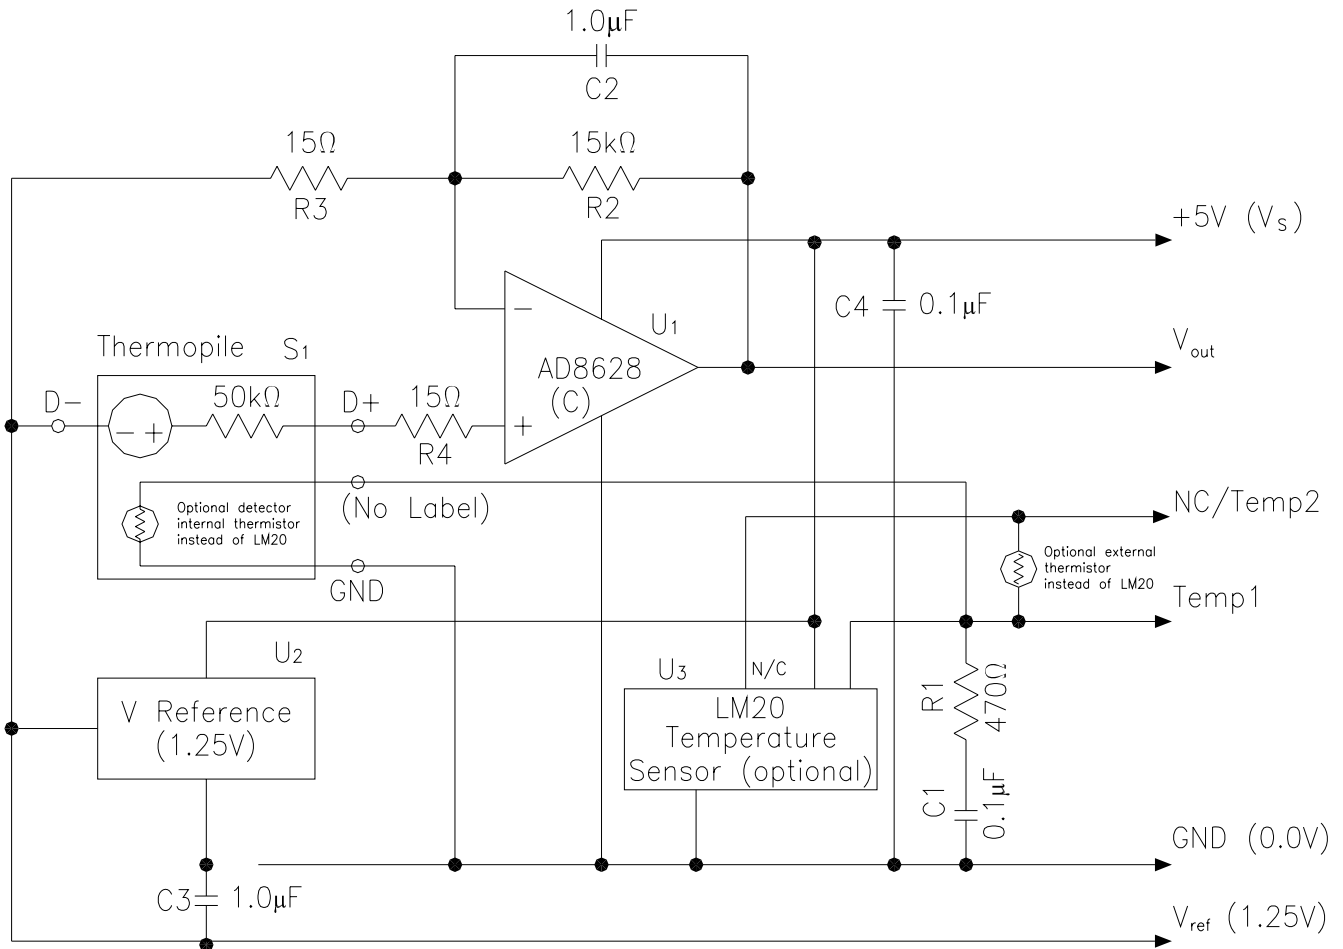 1.0μF
C2
15Ω
R3
15kΩ
R2
+5V (Vs)
C4
0.1μF
U1
Vout
AD8628
(C)
−
+
Thermopile
S1
D-
− +
50kΩ
D+
15Ω
R4
(No Label)
Optional detector
internal thermistor
instead of LM20
GND
NC/Temp2
Optional external
thermistor
instead of LM20
Temp1
U2
V Reference
(1.25V)
U3
N/C
LM20
Temperature
Sensor (optional)
R1
470Ω
C1
0.1μF
GND (0.0V)
C3
1.0μF
Vref (1.25V)